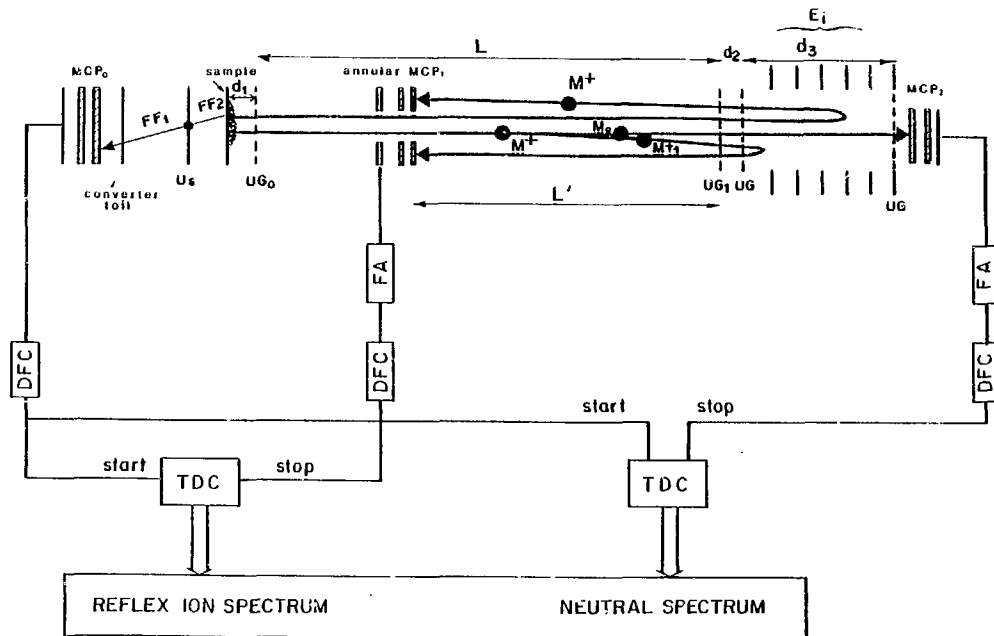 Ei
L
d2
d3
MCP0
sample
d1
annular MCP1
M+
MCP2
FF1
FF2
M+
M+1
Us
UG0
UG1 UG
UG
converter
foil
L'
FA
FA
DFC
DFC
DFC
start
stop
start
stop
TDC
TDC
REFLEX ION SPECTRUM
NEUTRAL SPECTRUM